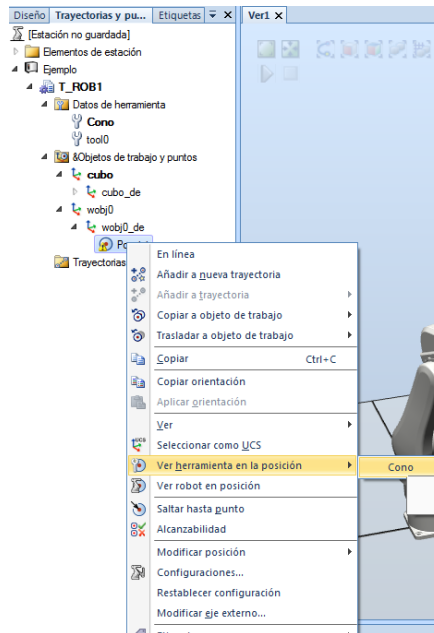 Diseño Trayectorias y pu... Etiquetas
Ver1
[Estación no guardada]
Elementos de estación
Ejemplo
T_ROB1
Datos de herramienta
Cono
tool0
&Objetos de trabajo y puntos
cubo
cubo_de
wobj0
wobj0_de
Trayectorias
En línea
Añadir a nueva trayectoria
Añadir a trayectoria
Copiar a objeto de trabajo
Trasladar a objeto de trabajo
Copiar Ctrl+C
Copiar orientación
Aplicar orientación
Ver
Seleccionar como UCS
Ver herramienta en la posición
Cono
Ver robot en posición
Saltar hasta punto
Alcanzabilidad
Modificar posición
Configuraciones...
Restablecer configuración
Modificar eje externo...